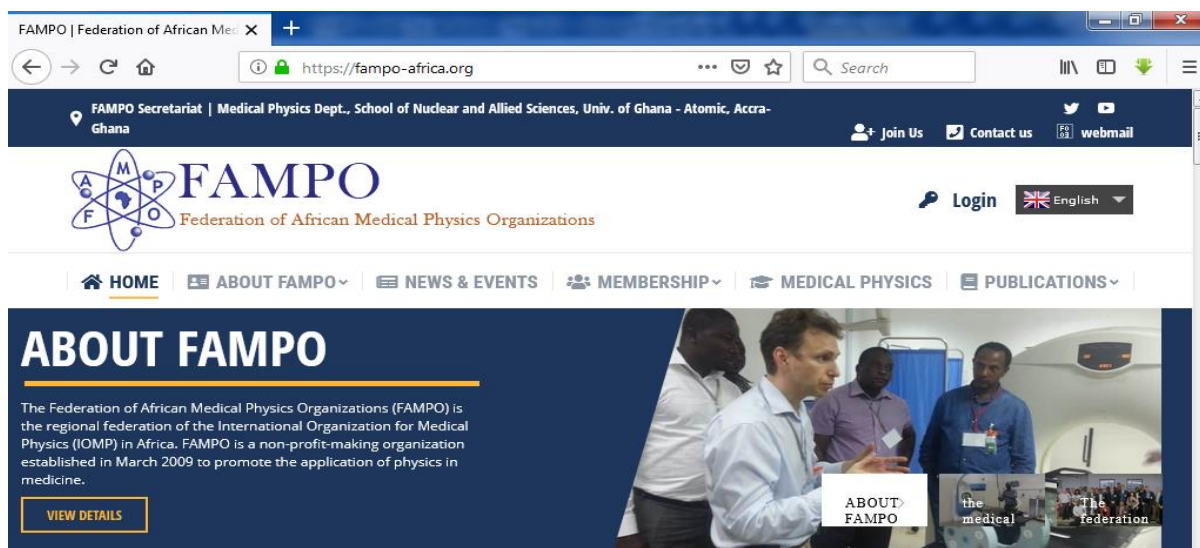 FAMPO | Federation of African Med
https://fampo-africa.org
Search
FAMPO Secretariat | Medical Physics Dept., School of Nuclear and Allied Sciences, Univ. of Ghana - Atomic, Accra-
Ghana
Join Us
Contact us
webmail
A
M
P
F
O
FAMPO
Federation of African Medical Physics Organizations
Login
English
HOME
ABOUT FAMPO
NEWS & EVENTS
MEMBERSHIP
MEDICAL PHYSICS
PUBLICATIONS
ABOUT FAMPO
The Federation of African Medical Physics Organizations (FAMPO) is
the regional federation of the International Organization for Medical
Physics (IOMP) in Africa. FAMPO is a non-profit-making organization
established in March 2009 to promote the application of physics in
medicine.
VIEW DETAILS
ABOUT
FAMPO
the
medical
The
federation